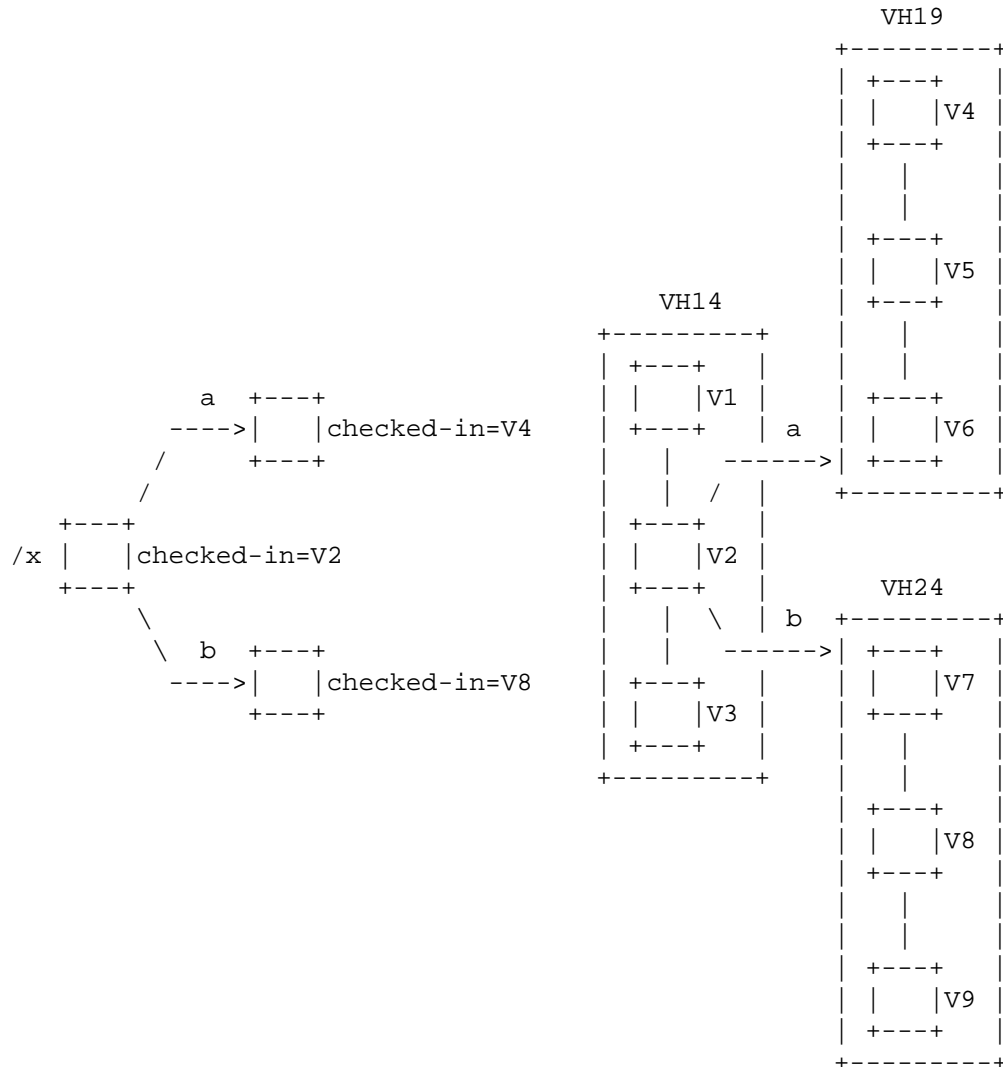 VH19
V4
V5
VH14
V1
a
checked-in=V4
a
V6
/x
checked-in=V2
V2
VH24
b
b
checked-in=V8
V3
V7
V8
V9